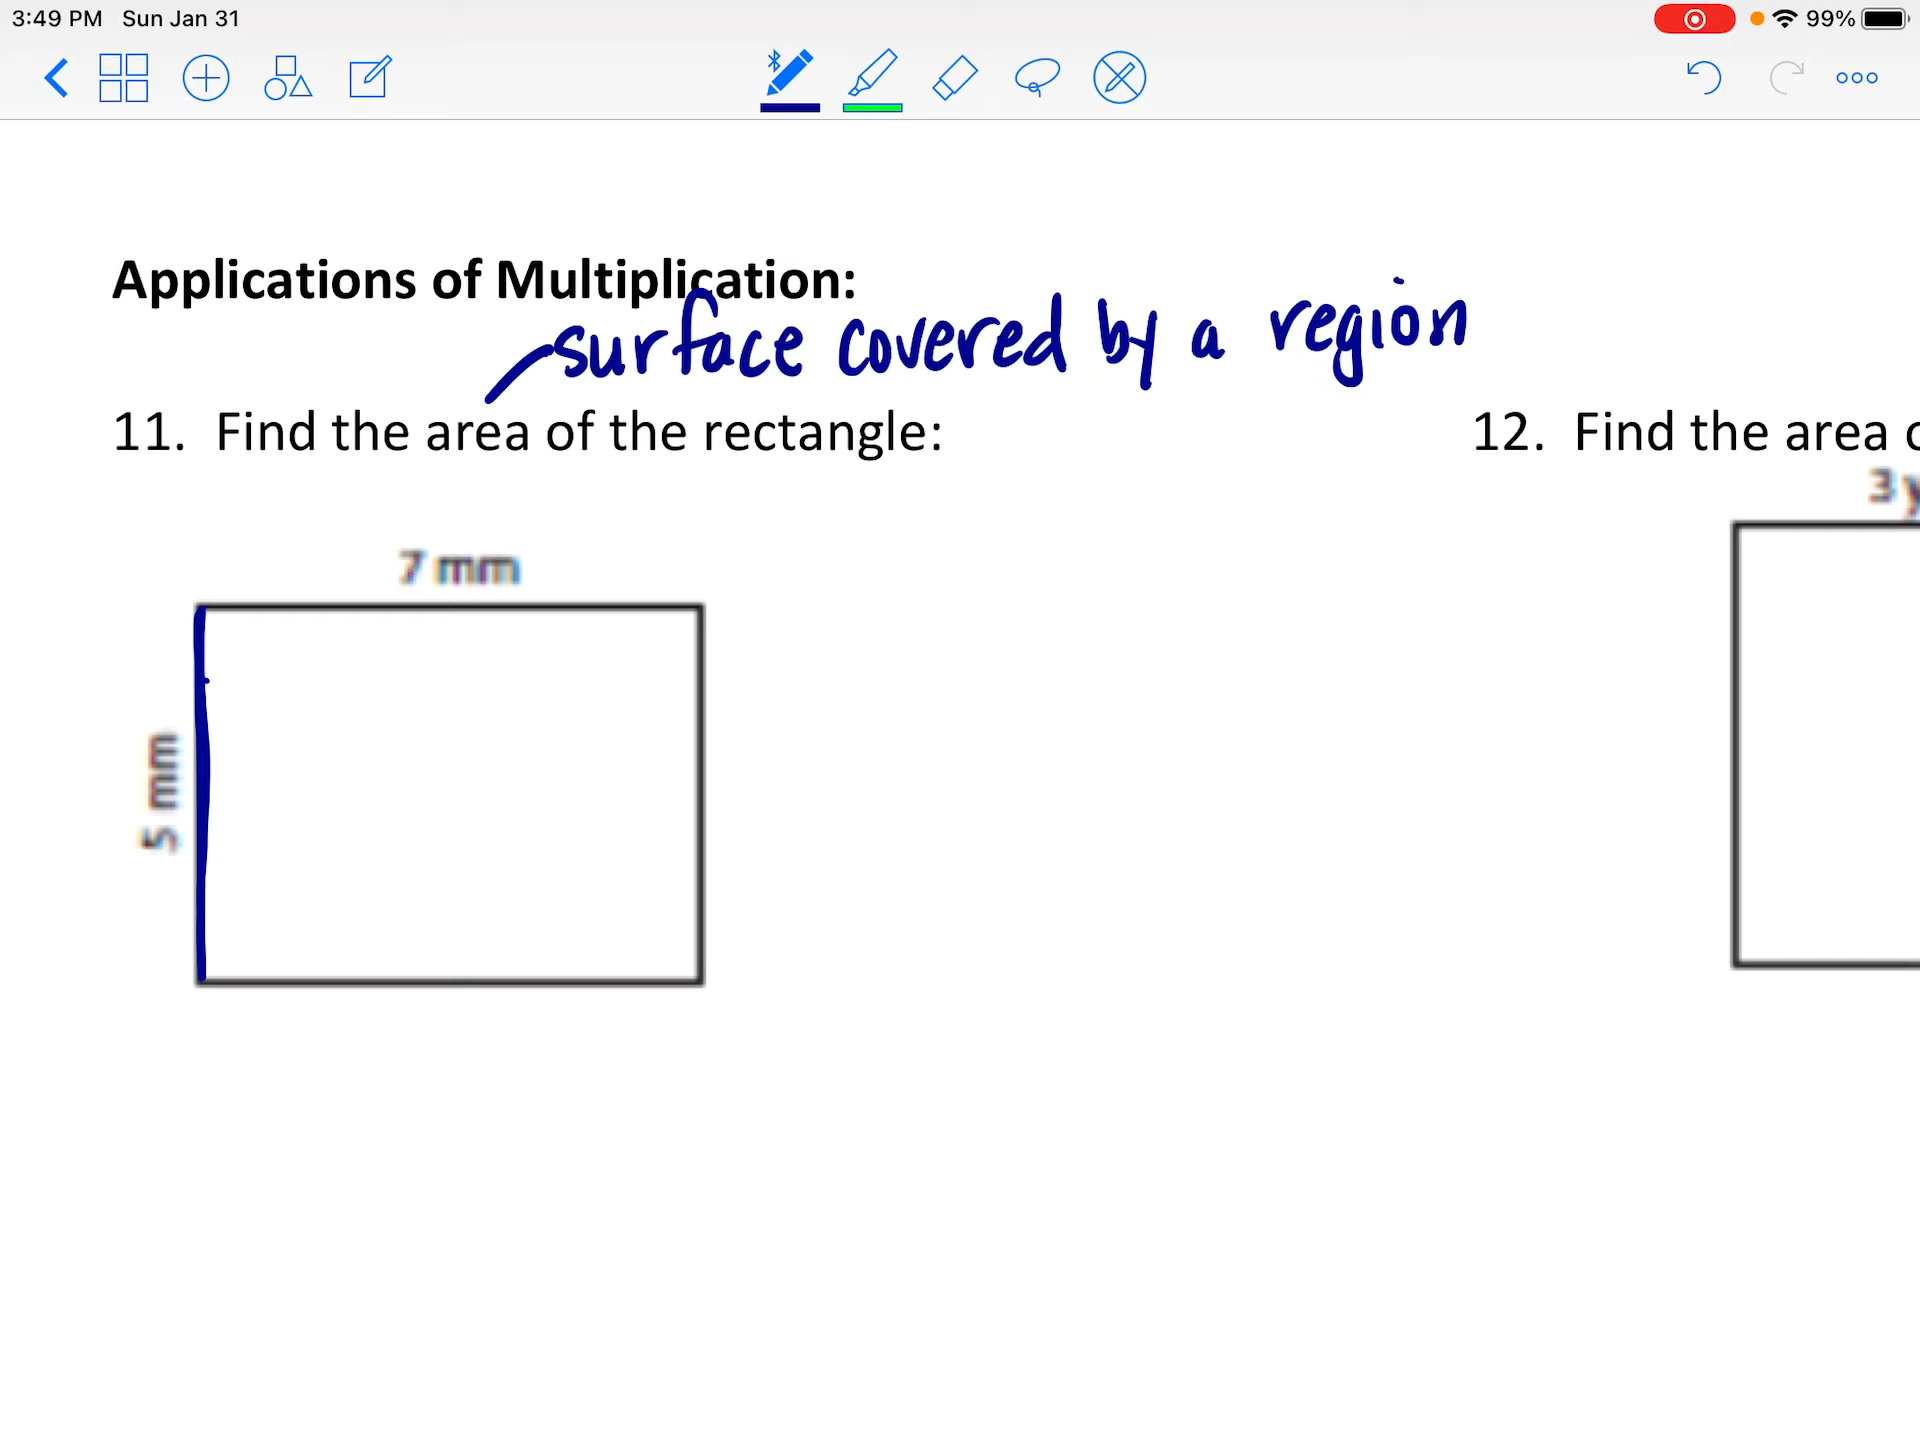 3:49 PM Sun Jan 31
99%
Applications of Multiplication:
surface covered by a region
11. Find the area of the rectangle:
12. Find the area
3 y
7 mm
5 mm